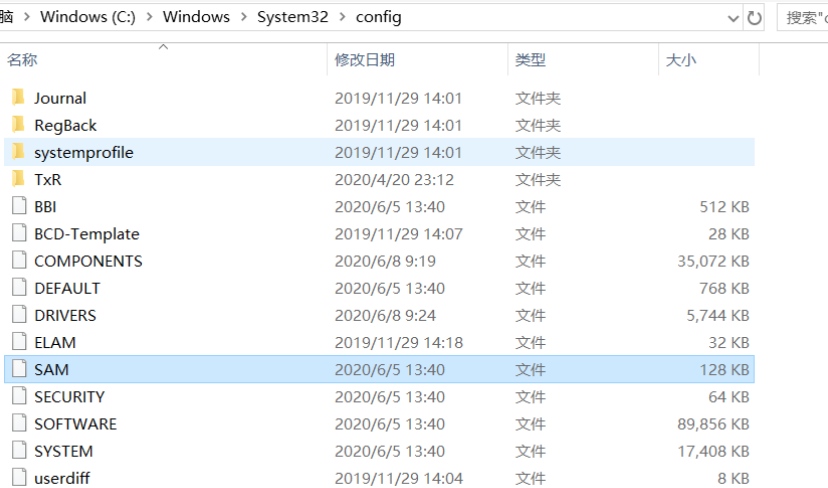 脑 > Windows (C:) > Windows > System32 > config 搜索"c
名称 修改日期 类型 大小
Journal 2019/11/29 14:01 文件夹
RegBack 2019/11/29 14:01 文件夹
systemprofile 2019/11/29 14:01 文件夹
TxR 2020/4/20 23:12 文件夹
BBI 2020/6/5 13:40 文件 512 KB
BCD-Template 2019/11/29 14:07 文件 28 KB
COMPONENTS 2020/6/8 9:19 文件 35,072 KB
DEFAULT 2020/6/5 13:40 文件 768 KB
DRIVERS 2020/6/8 9:24 文件 5,744 KB
ELAM 2019/11/29 14:18 文件 32 KB
SAM 2020/6/5 13:40 文件 128 KB
SECURITY 2020/6/5 13:40 文件 64 KB
SOFTWARE 2020/6/5 13:40 文件 89,856 KB
SYSTEM 2020/6/5 13:40 文件 17,408 KB
userdiff 2019/11/29 14:04 文件 8 KB